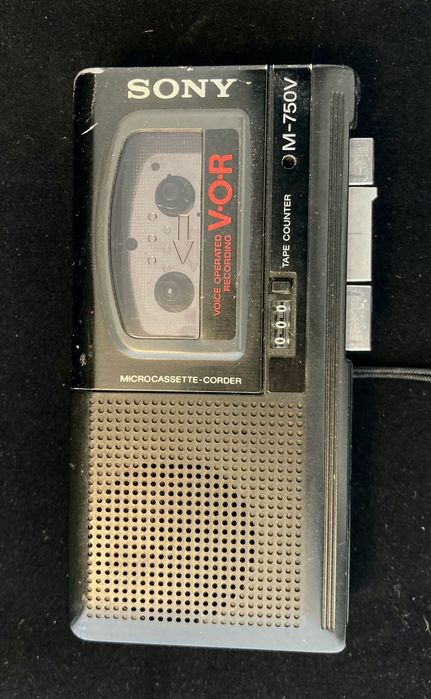 SONY
M-750V
V·O·R
VOICE OPERATED
RECORDING
TAPE COUNTER
000
MICROCASSETTE-CORDER